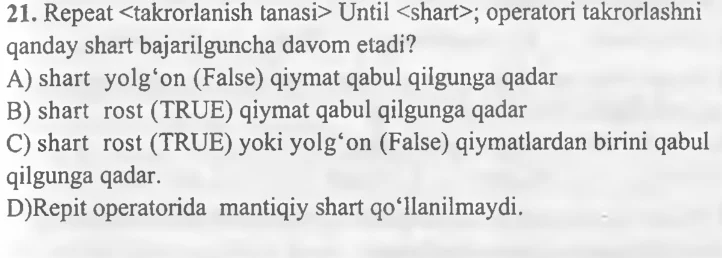 21. Repeat <takrorlanish tanasi> Until <shart>; operatori takrorlashni
qanday shart bajarilguncha davom etadi?
A) shart yolg‘on (False) qiymat qabul qilgunga qadar
B) shart rost (TRUE) qiymat qabul qilgunga qadar
C) shart rost (TRUE) yoki yolg‘on (False) qiymatlardan birini qabul
qilgunga qadar.
D)Repit operatorida mantiqiy shart qo‘llanilmaydi.